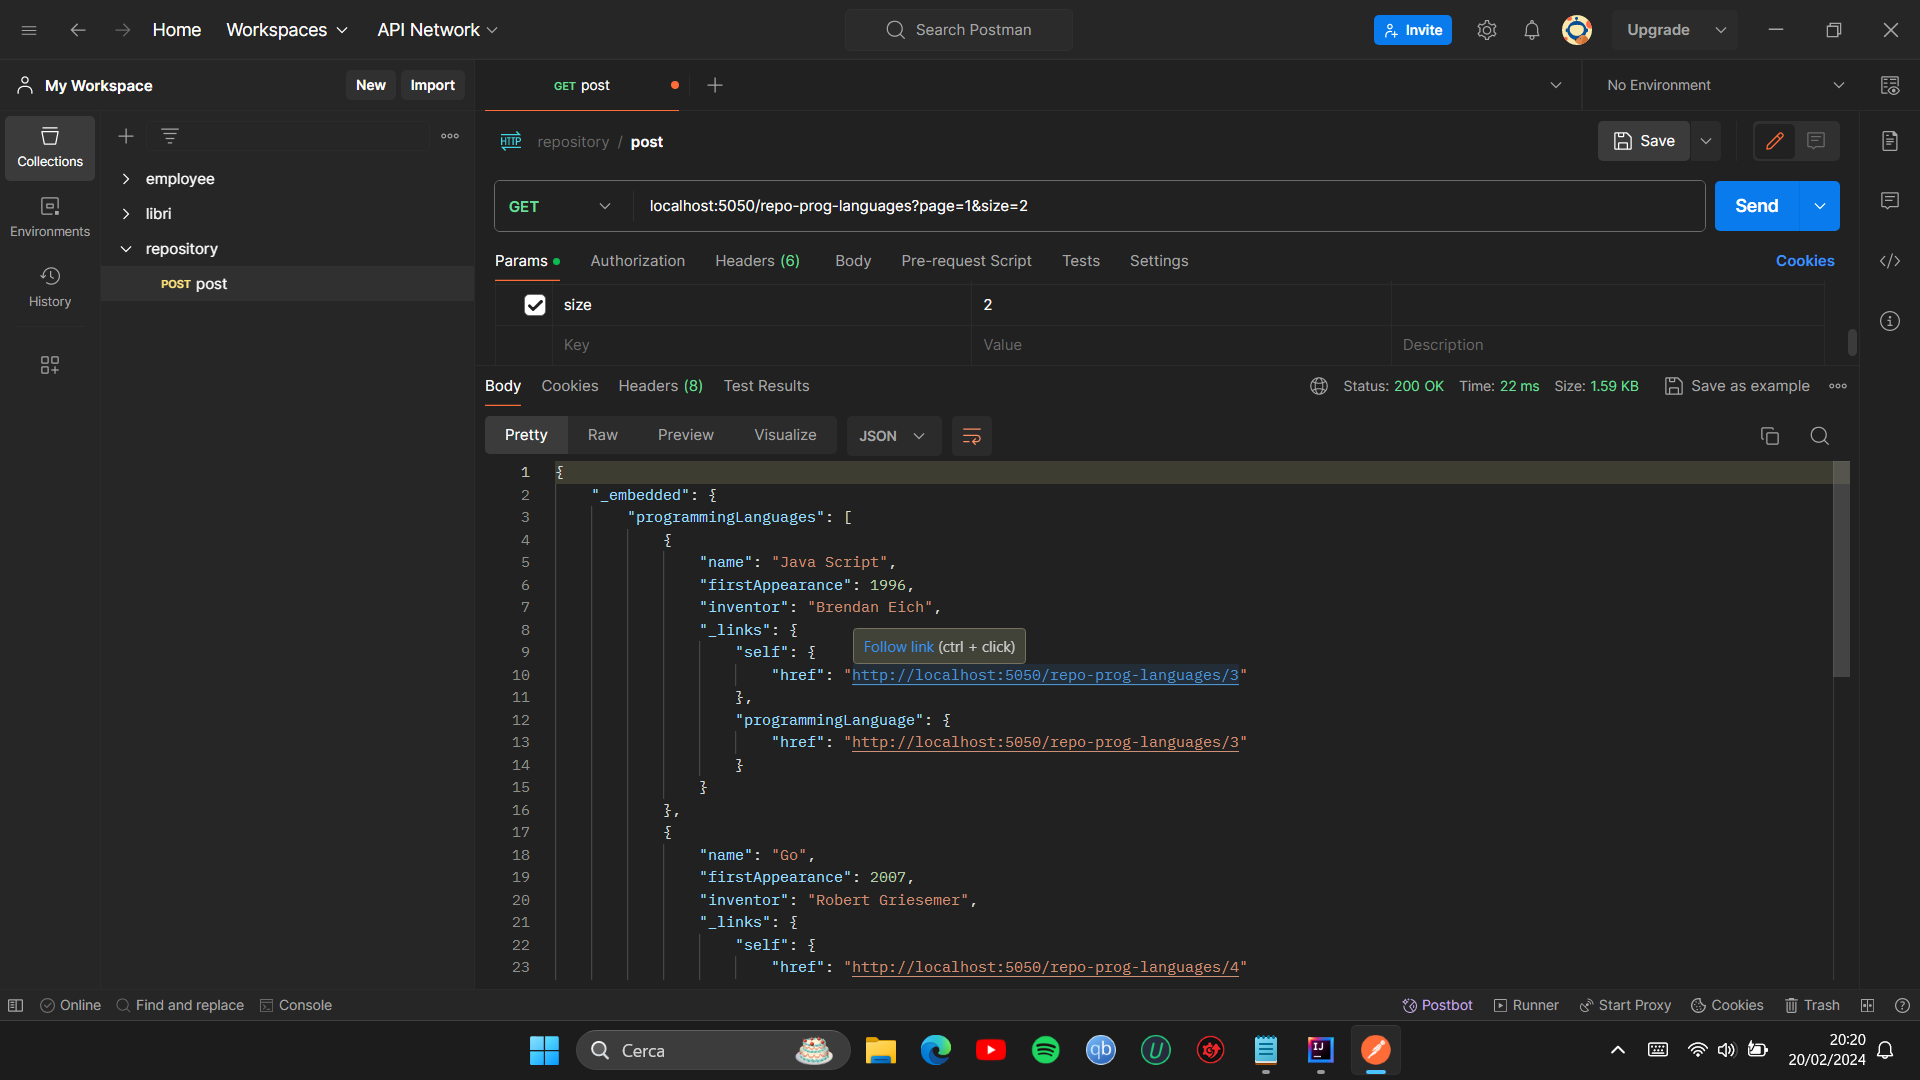 Home Workspaces API Network Search Postman Invite Upgrade
My Workspace New Import GET post No Environment
repository / post Save
Collections
employee
libri
repository
POST post
Environments
History
GET localhost:5050/repo-prog-languages?page=1&size=2 Send
Params Authorization Headers (6) Body Pre-request Script Tests Settings Cookies
size 2
Key Value Description
Body Cookies Headers (8) Test Results Status: 200 OK Time: 22 ms Size: 1.59 KB Save as example
Pretty Raw Preview Visualize JSON
1 {
2 "_embedded": {
3 "programmingLanguages": [
4 {
5 "name": "Java Script",
6 "firstAppearance": 1996,
7 "inventor": "Brendan Eich",
8 "_links": {
Follow link (ctrl + click)
9 "self": {
10 "href": "http://localhost:5050/repo-prog-languages/3"
11 },
12 "programmingLanguage": {
13 "href": "http://localhost:5050/repo-prog-languages/3"
14 }
15 }
16 },
17 {
18 "name": "Go",
19 "firstAppearance": 2007,
20 "inventor": "Robert Griesemer",
21 "_links": {
22 "self": {
23 "href": "http://localhost:5050/repo-prog-languages/4"
Online Find and replace Console Postbot Runner Start Proxy Cookies Trash
Cerca
20:20
20/02/2024